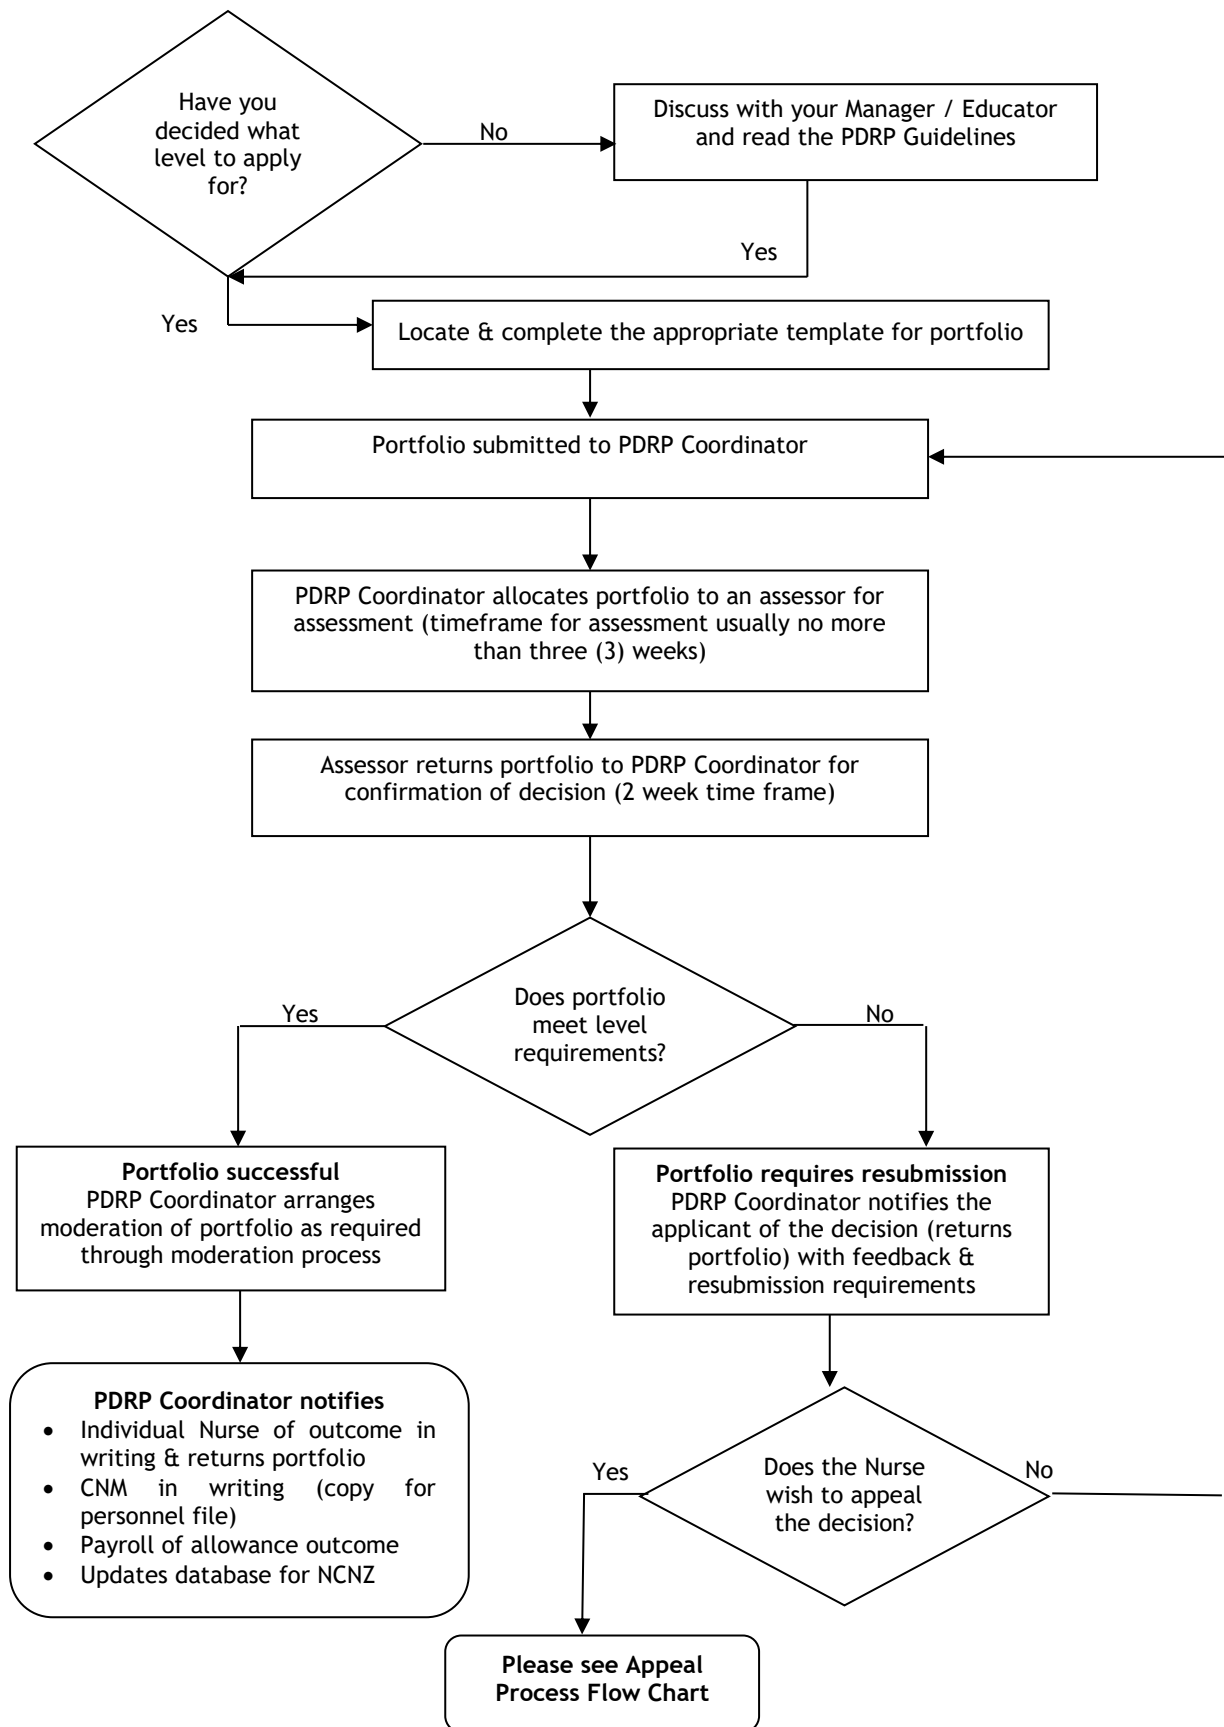 Have you
decided what
level to apply
for?
No
Discuss with your Manager / Educator
and read the PDRP Guidelines
Yes
Yes
Locate & complete the appropriate template for portfolio
Portfolio submitted to PDRP Coordinator
PDRP Coordinator allocates portfolio to an assessor for
assessment (timeframe for assessment usually no more
than three (3) weeks)
Assessor returns portfolio to PDRP Coordinator for
confirmation of decision (2 week time frame)
Does portfolio
meet level
requirements?
Yes
No
Portfolio successful
PDRP Coordinator arranges
moderation of portfolio as required
through moderation process
Portfolio requires resubmission
PDRP Coordinator notifies the
applicant of the decision (returns
portfolio) with feedback &
resubmission requirements
PDRP Coordinator notifies
• Individual Nurse of outcome in
writing & returns portfolio
• CNM in writing (copy for
personnel file)
• Payroll of allowance outcome
• Updates database for NCNZ
Does the Nurse
wish to appeal
the decision?
Yes
No
Please see Appeal
Process Flow Chart